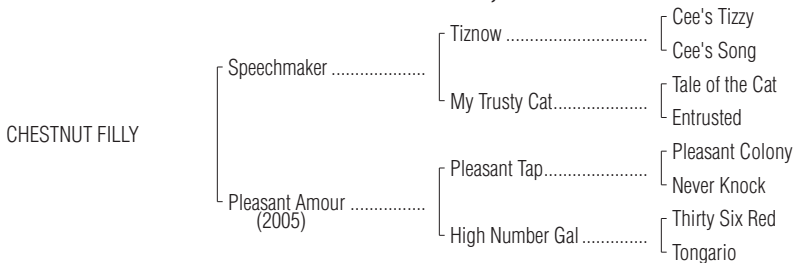 Cee's Tizzy
Tiznow ..............................
Cee's Song
Speechmaker ....................
Tale of the Cat
My Trusty Cat....................
Entrusted
CHESTNUT FILLY
Pleasant Colony
Pleasant Tap......................
Never Knock
Pleasant Amour ................
(2005)
Thirty Six Red
High Number Gal ..............
Tongario